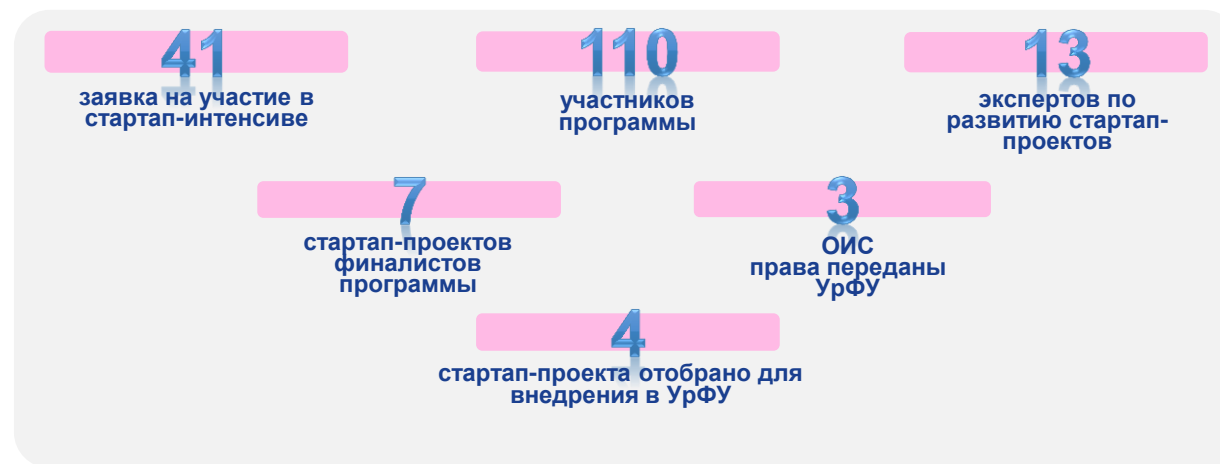 41
заявка на участие в
стартап-интенсиве
110
участников
программы
13
экспертов по
развитию стартап-
проектов
7
стартап-проектов
финалистов
программы
3
ОИС
права переданы
УрФУ
4
стартап-проекта отобрано для
внедрения в УрФУ